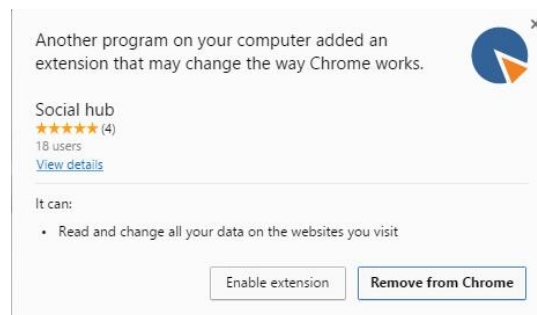 Another program on your computer added an
extension that may change the way Chrome works.
Social hub
★★★★★ (4)
18 users
View details
It can:
• Read and change all your data on the websites you visit
Enable extension
Remove from Chrome